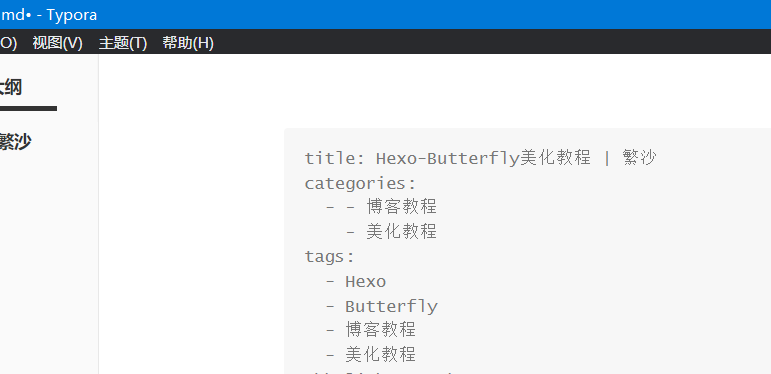 md• - Typora
O) 视图(V) 主题(T) 帮助(H)
大纲
繁沙
title: Hexo-Butterfly美化教程 | 繁沙
categories:
- - 博客教程
- 美化教程
tags:
- Hexo
- Butterfly
- 博客教程
- 美化教程